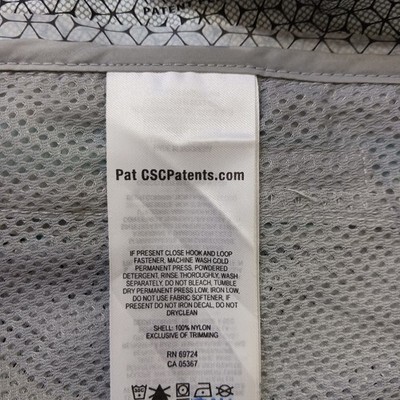 PATENT
Pat CSCPatents.com
IF PRESENT CLOSE HOOK AND LOOP
FASTENER, MACHINE WASH COLD
PERMANENT PRESS, POWDERED
DETERGENT, RINSE THOROUGHLY, WASH
SEPARATELY, DO NOT BLEACH, TUMBLE
DRY PERMANENT PRESS LOW, IRON LOW,
DO NOT USE FABRIC SOFTENER, IF
PRESENT DO NOT IRON DECAL, DO NOT
DRYCLEAN
SHELL: 100% NYLON
EXCLUSIVE OF TRIMMING
RN 69724
CA 05367